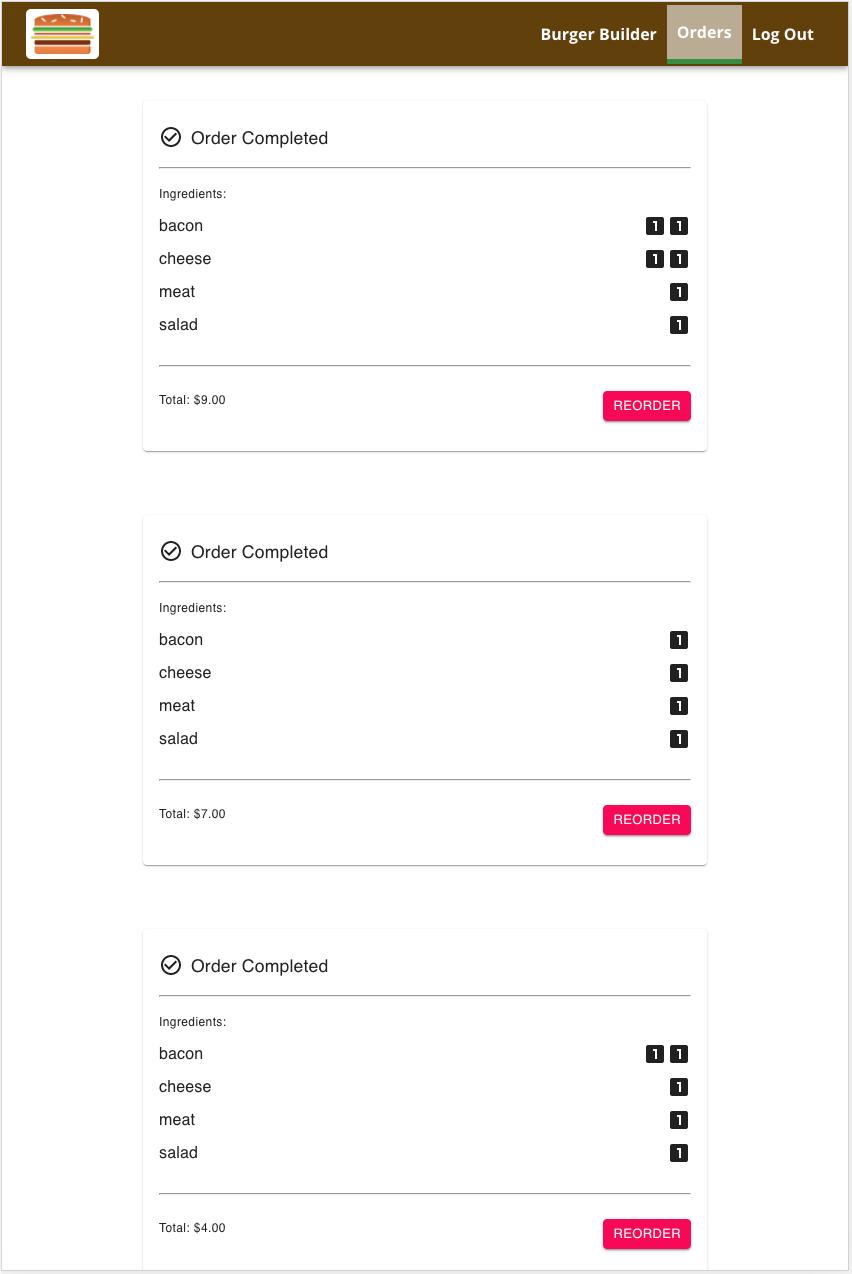 Burger Builder Orders Log Out
Order Completed
Ingredients:
bacon 1 1
cheese 1 1
meat 1
salad 1
Total: $9.00 REORDER
Order Completed
Ingredients:
bacon 1
cheese 1
meat 1
salad 1
Total: $7.00 REORDER
Order Completed
Ingredients:
bacon 1 1
cheese 1
meat 1
salad 1
Total: $4.00 REORDER